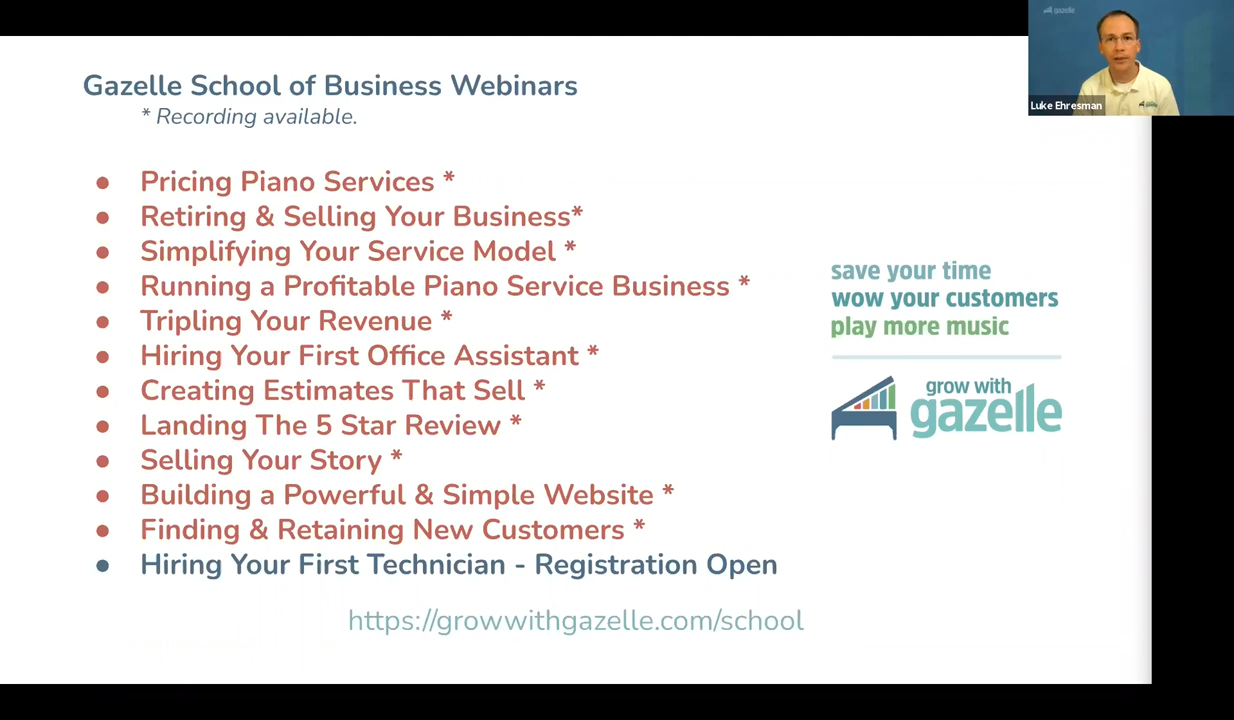 gazelle
Luke Ehresman
Gazelle School of Business Webinars
* Recording available.
Pricing Piano Services *
Retiring & Selling Your Business*
Simplifying Your Service Model *
Running a Profitable Piano Service Business *
Tripling Your Revenue *
Hiring Your First Office Assistant *
Creating Estimates That Sell *
Landing The 5 Star Review *
Selling Your Story *
Building a Powerful & Simple Website *
Finding & Retaining New Customers *
Hiring Your First Technician - Registration Open
https://growwithgazelle.com/school
save your time
wow your customers
play more music
grow with
gazelle